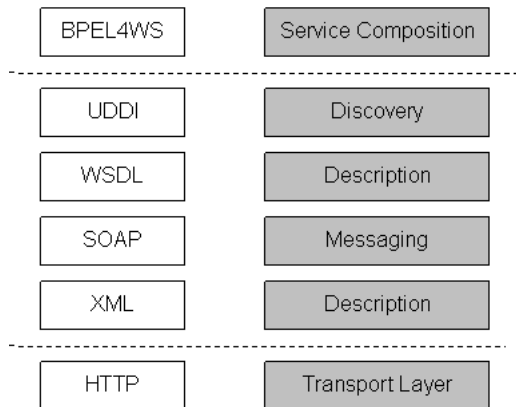 BPEL4WS Service Composition
UDDI Discovery
WSDL Description
SOAP Messaging
XML Description
HTTP Transport Layer